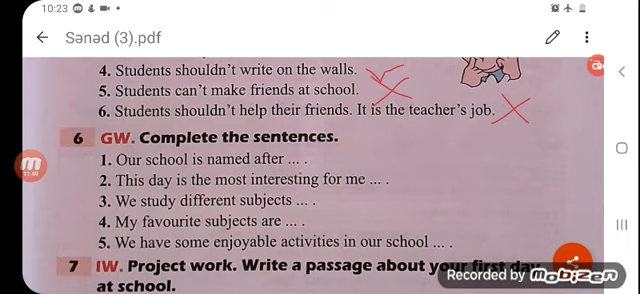 10:23
Sənəd (3).pdf
4. Students shouldn't write on the walls.
5. Students can't make friends at school.
6. Students shouldn't help their friends. It is the teacher's job.
6 GW. Complete the sentences.
1. Our school is named after ... .
2. This day is the most interesting for me ... .
3. We study different subjects ... .
4. My favourite subjects are ... .
5. We have some enjoyable activities in our school ... .
7 IW. Project work. Write a passage about your first day
at school.
m
11:49
Recorded by mobizen